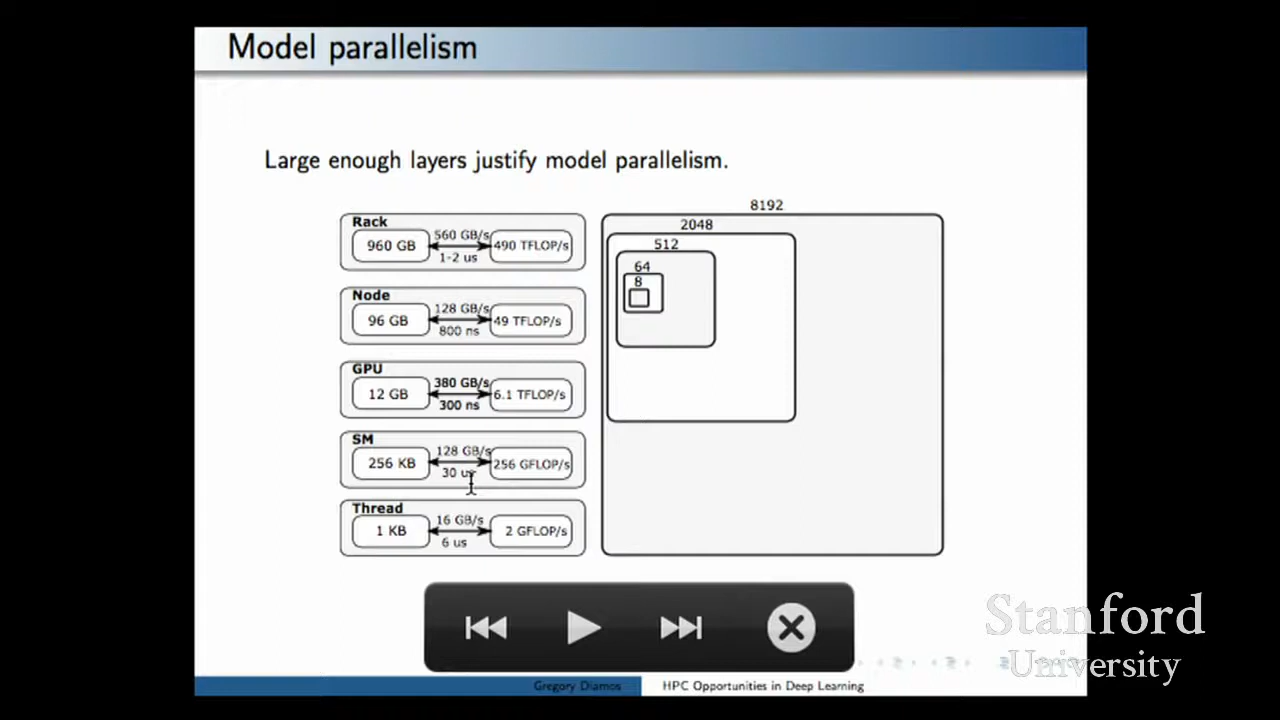 Model parallelism
Large enough layers justify model parallelism.
Rack
960 GB
560 GB/s
1-2 us
490 TFLOP/s
Node
96 GB
128 GB/s
800 ns
49 TFLOP/s
GPU
12 GB
380 GB/s
300 ns
6.1 TFLOP/s
SM
256 KB
128 GB/s
30 us
256 GFLOP/s
Thread
1 KB
16 GB/s
6 us
2 GFLOP/s
8192
2048
512
64
8
Stanford
University
Gregory Diamos
HPC Opportunities in Deep Learning